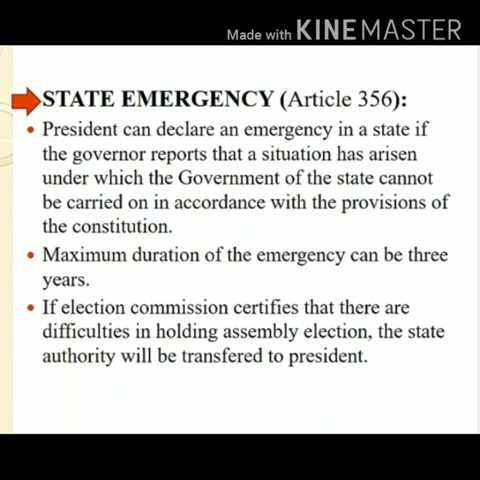 Made with KINEMASTER
STATE EMERGENCY (Article 356):
• President can declare an emergency in a state if
the governor reports that a situation has arisen
under which the Government of the state cannot
be carried on in accordance with the provisions of
the constitution.
• Maximum duration of the emergency can be three
years.
• If election commission certifies that there are
difficulties in holding assembly election, the state
authority will be transfered to president.